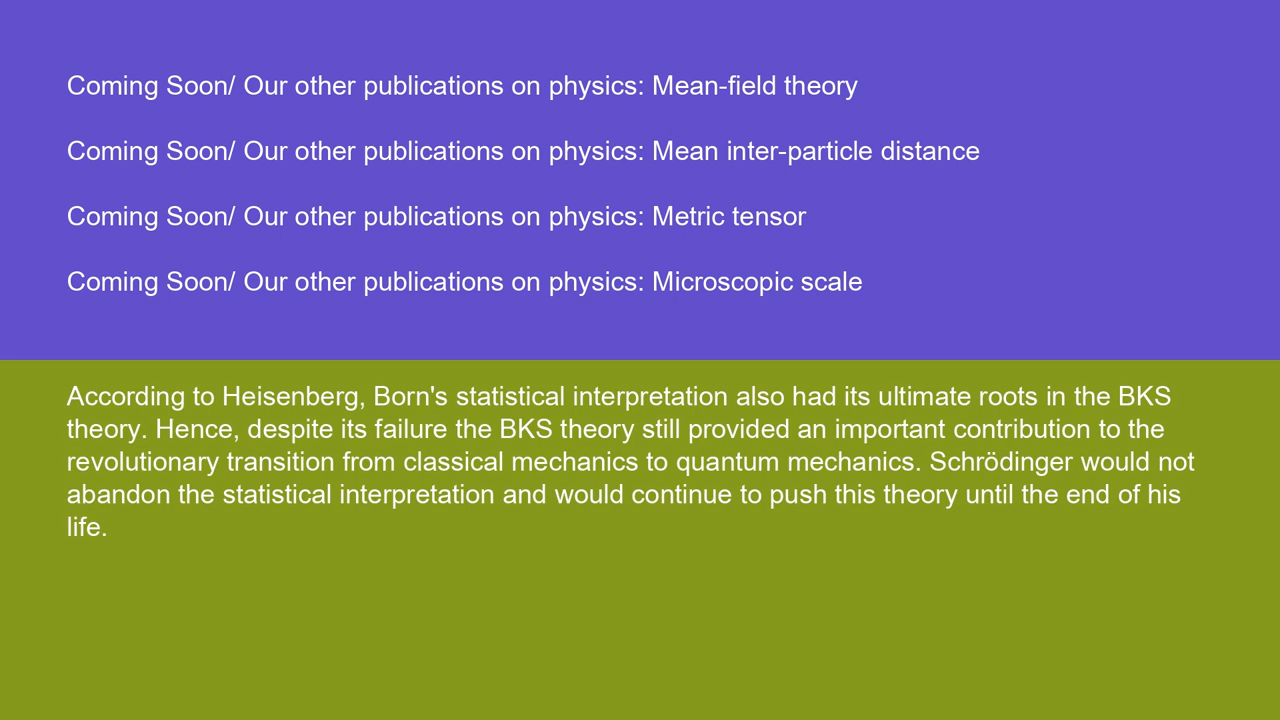 Coming Soon/ Our other publications on physics: Mean-field theory
Coming Soon/ Our other publications on physics: Mean inter-particle distance
Coming Soon/ Our other publications on physics: Metric tensor
Coming Soon/ Our other publications on physics: Microscopic scale
According to Heisenberg, Born's statistical interpretation also had its ultimate roots in the BKS
theory. Hence, despite its failure the BKS theory still provided an important contribution to the
revolutionary transition from classical mechanics to quantum mechanics. Schrödinger would not
abandon the statistical interpretation and would continue to push this theory until the end of his
life.